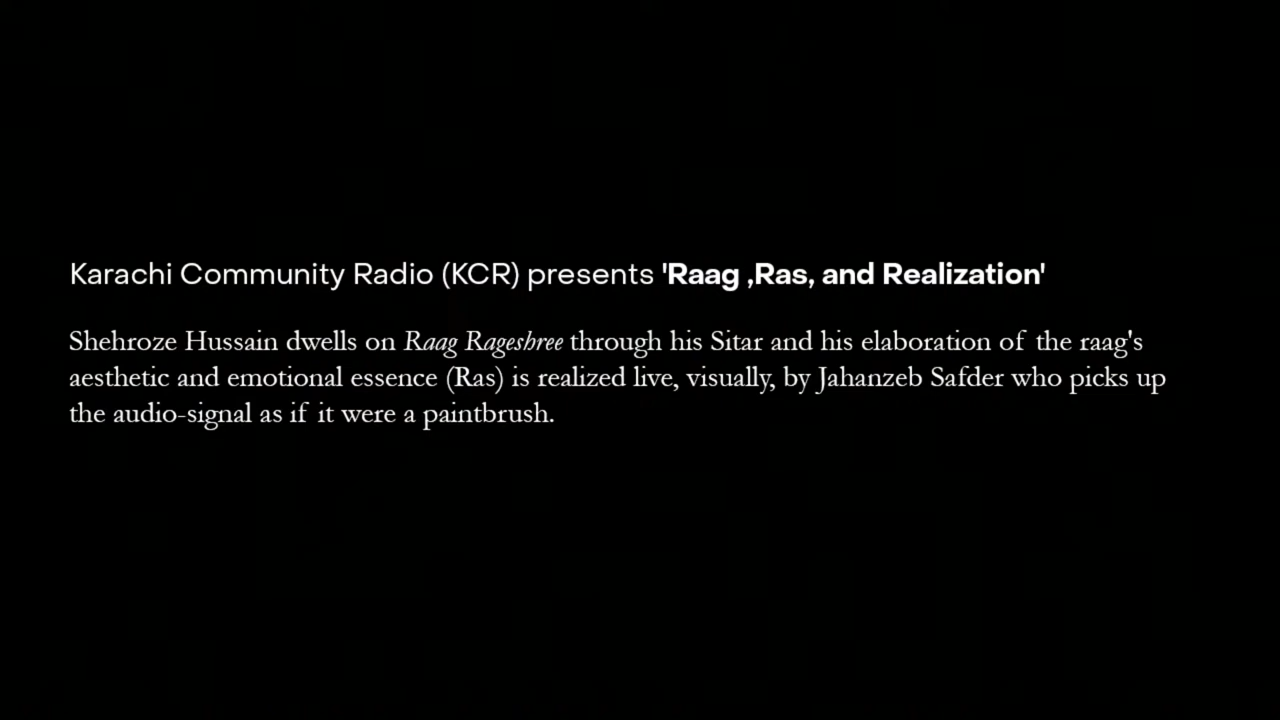 Karachi Community Radio (KCR) presents 'Raag ,Ras, and Realization'
Shehroze Hussain dwells on Raag Rageshree through his Sitar and his elaboration of the raag's
aesthetic and emotional essence (Ras) is realized live, visually, by Jahanzeb Safder who picks up
the audio-signal as if it were a paintbrush.